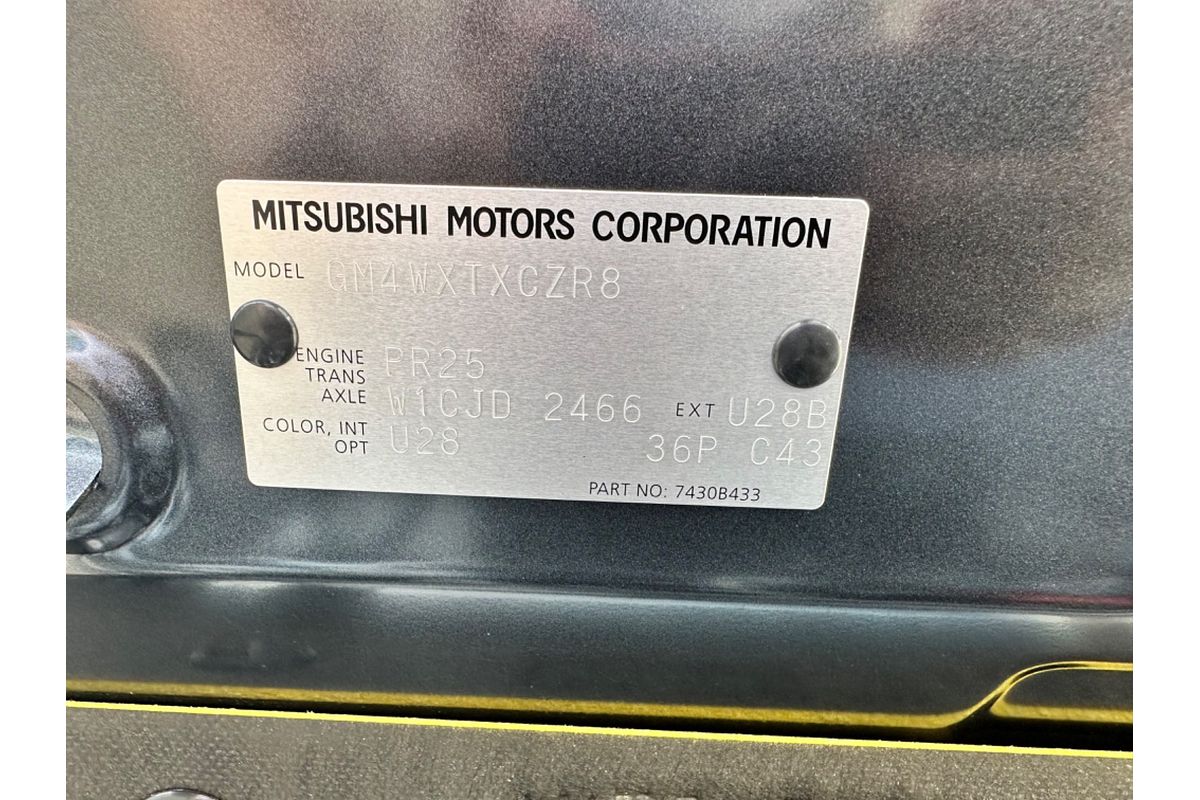 MITSUBISHI MOTORS CORPORATION
MODEL GM4WXTXCZR8
ENGINE PR25
TRANS
AXLE W1CJD 2466 EXT U28B
COLOR, INT U28 36P C43
OPT
PART NO: 7430B433